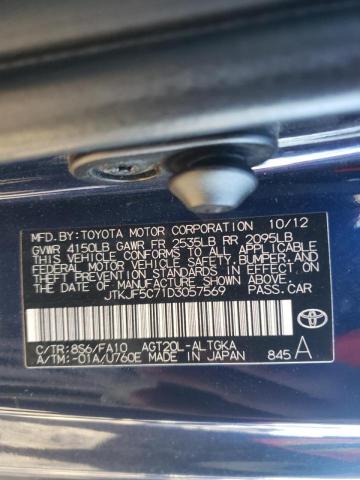 MFD.BY:TOYOTA MOTOR CORPORATION 10/12
GVWR 4150LB GAWR FR 2535LB RR 2095LB
THIS VEHICLE CONFORMS TO ALL APPLICABLE
FEDERAL MOTOR VEHICLE SAFETY, BUMPER, AND
THEFT PREVENTION STANDARDS IN EFFECT ON
THE DATE OF MANUFACTURE SHOWN ABOVE.
JTKJF5C71D3057569 PASS.CAR
C/TR:8S6/FA10 AGT20L-ALTGKA
A/TM:-01A/U760E MADE IN JAPAN 845 A